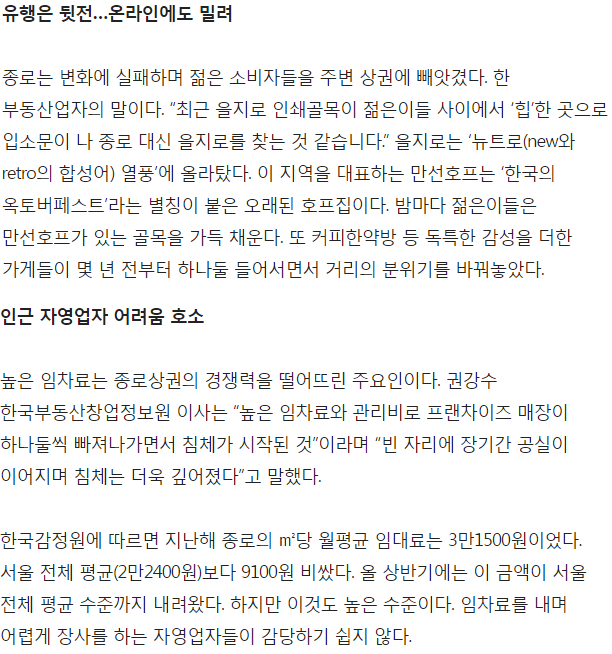 유행은 뒷전…온라인에도 밀려
종로는 변화에 실패하며 젊은 소비자들을 주변 상권에 빼앗겼다. 한
부동산업자의 말이다. “최근 을지로 인쇄골목이 젊은이들 사이에서 ‘힙’한 곳으로
입소문이 나 종로 대신 을지로를 찾는 것 같습니다.” 을지로는 ‘뉴트로(new와
retro의 합성어) 열풍’에 올라탔다. 이 지역을 대표하는 만선호프는 ‘한국의
옥토버페스트’라는 별칭이 붙은 오래된 호프집이다. 밤마다 젊은이들은
만선호프가 있는 골목을 가득 채운다. 또 커피한약방 등 독특한 감성을 더한
가게들이 몇 년 전부터 하나둘 들어서면서 거리의 분위기를 바꿔놓았다.
인근 자영업자 어려움 호소
높은 임차료는 종로상권의 경쟁력을 떨어뜨린 주요인이다. 권강수
한국부동산창업정보원 이사는 “높은 임차료와 관리비로 프랜차이즈 매장이
하나둘씩 빠져나가면서 침체가 시작된 것”이라며 “빈 자리에 장기간 공실이
이어지며 침체는 더욱 깊어졌다”고 말했다.
한국감정원에 따르면 지난해 종로의 ㎡당 월평균 임대료는 3만1500원이었다.
서울 전체 평균(2만2400원)보다 9100원 비쌌다. 올 상반기에는 이 금액이 서울
전체 평균 수준까지 내려왔다. 하지만 이것도 높은 수준이다. 임차료를 내며
어렵게 장사를 하는 자영업자들이 감당하기 쉽지 않다.